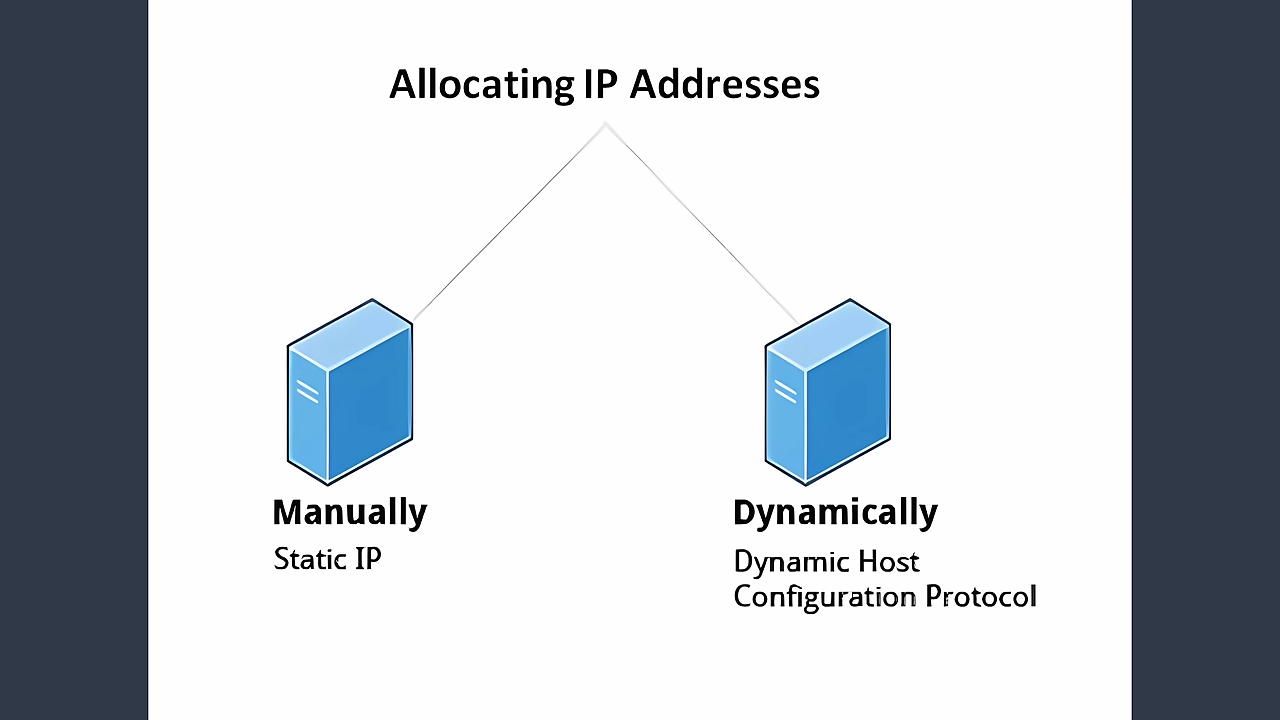 Allocating IP Addresses
Manually
Static IP
Dynamically
Dynamic Host
Configuration Protocol